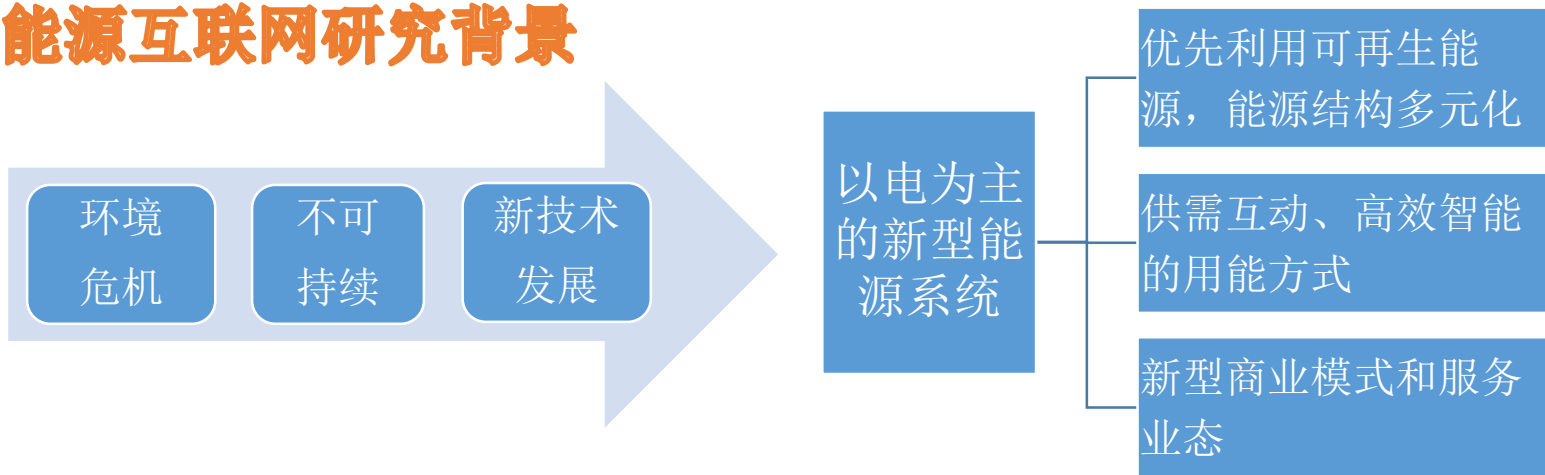 能源互联网研究背景
环境
危机
不可
持续
新技术
发展
以电为主
的新型能
源系统
优先利用可再生能
源，能源结构多元化
供需互动、高效智能
的用能方式
新型商业模式和服务
业态